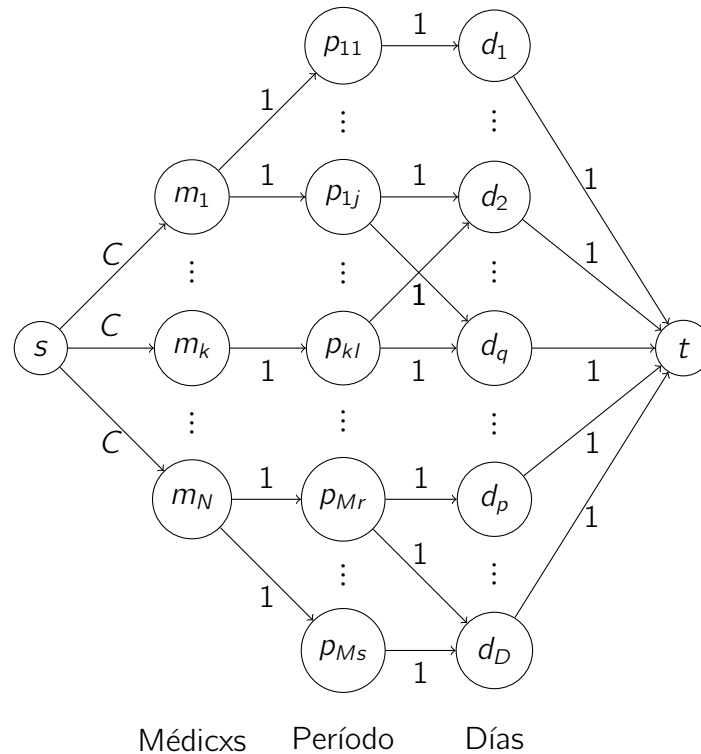 p11 1 d1
1 ⋮ ⋮ 1
m1 1 p1j 1 d2
C ⋮ ⋮ ⋮ 1
1
s C mk 1 pkl 1 dq 1 t
C ⋮ ⋮ ⋮ 1
mN 1 pMr 1 dp
1 ⋮ 1 ⋮ 1
pMs 1 dD
Médicxs Período Días